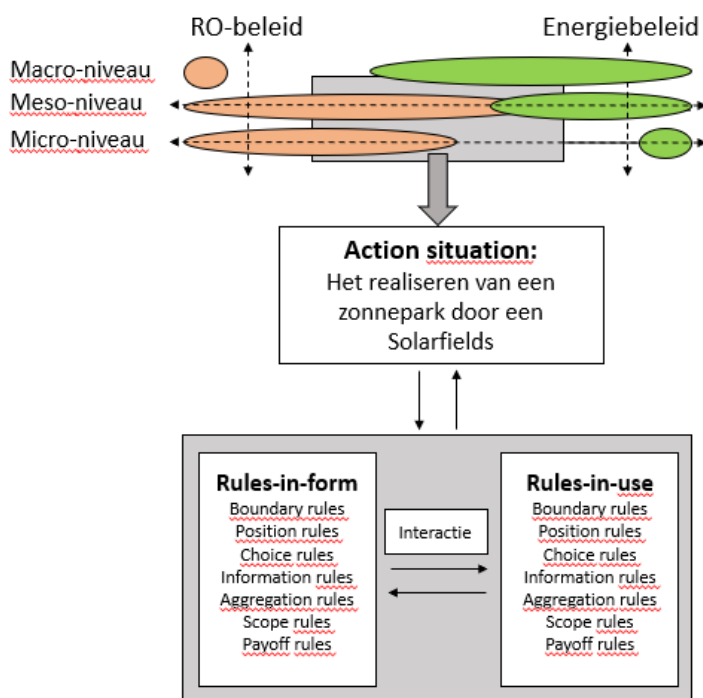 RO-beleid
Energiebeleid
Macro-niveau
Meso-niveau
Micro-niveau
Action situation:
Het realiseren van een
zonnepark door een
Solarfields
Rules-in-form
Boundary rules
Position rules
Choice rules
Information rules
Aggregation rules
Scope rules
Payoff rules
Interactie
Rules-in-use
Boundary rules
Position rules
Choice rules
Information rules
Aggregation rules
Scope rules
Payoff rules